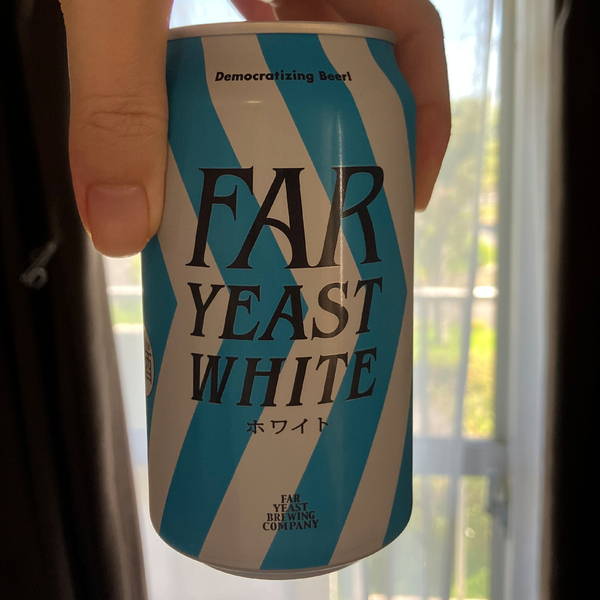 Democratizing Beer!
FAR
YEAST
WHITE
ホワイト
FAR
YEAST
BREWING
COMPANY